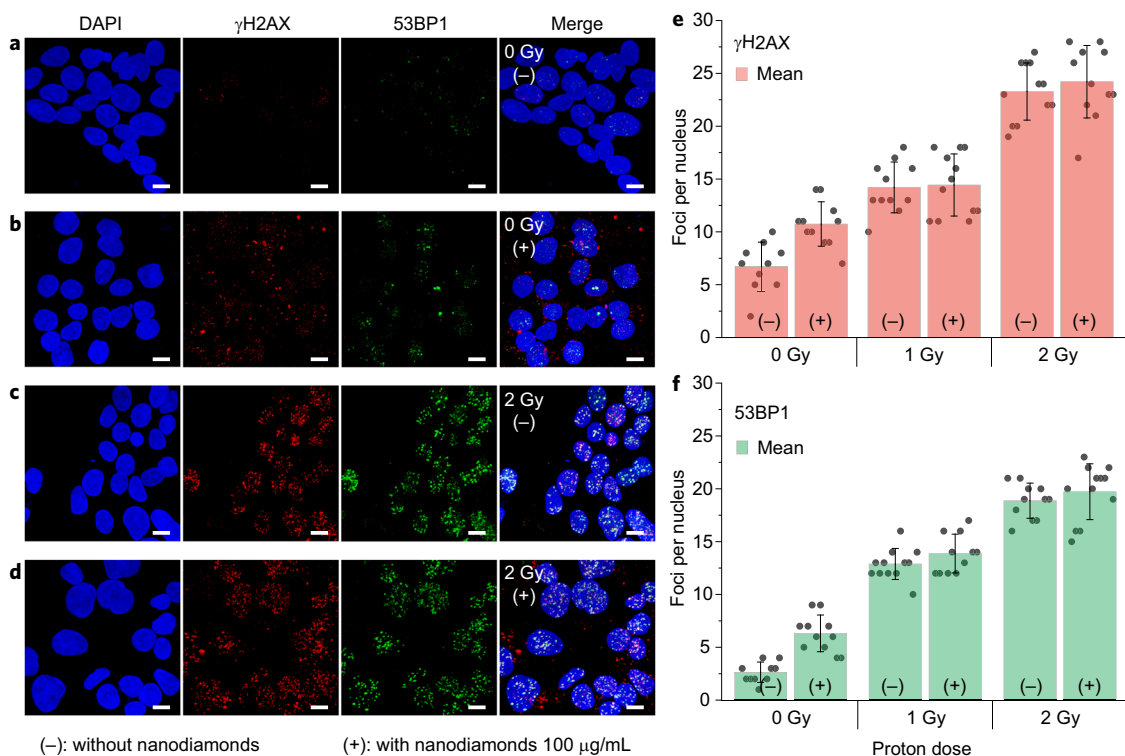 DAPI γH2AX 53BP1 Merge
a 0 Gy
(–)
b 0 Gy
(+)
c 2 Gy
(–)
d 2 Gy
(+)
(–): without nanodiamonds (+): with nanodiamonds 100 μg/mL
e
γH2AX
Mean
Foci per nucleus
30
25
20
15
10
5
0
(–) (+) (–) (+) (–) (+)
0 Gy 1 Gy 2 Gy
f
53BP1
Mean
Foci per nucleus
30
25
20
15
10
5
0
(–) (+) (–) (+) (–) (+)
0 Gy 1 Gy 2 Gy
Proton dose